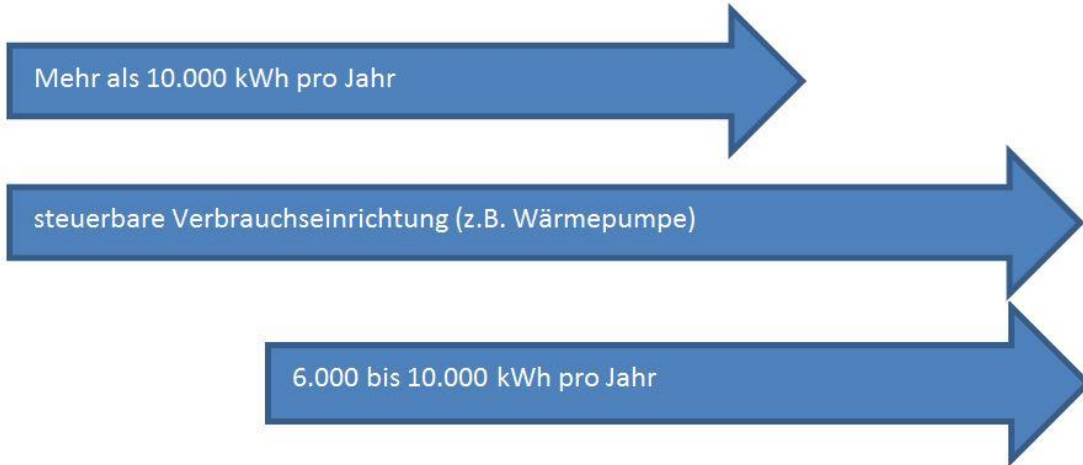 Mehr als 10.000 kWh pro Jahr
steuerbare Verbrauchseinrichtung (z.B. Wärmepumpe)
6.000 bis 10.000 kWh pro Jahr